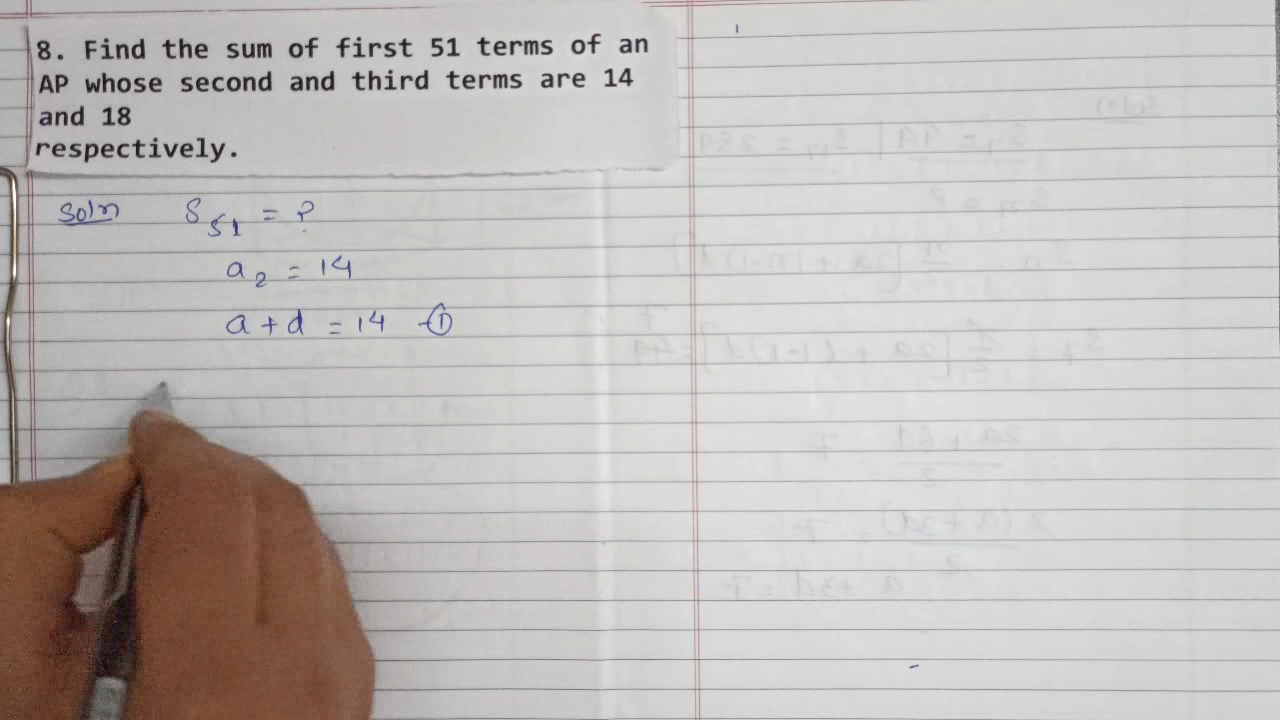 8. Find the sum of first 51 terms of an
AP whose second and third terms are 14
and 18
respectively.
Soln S51 = ?
a2 = 14
a + d = 14 -①